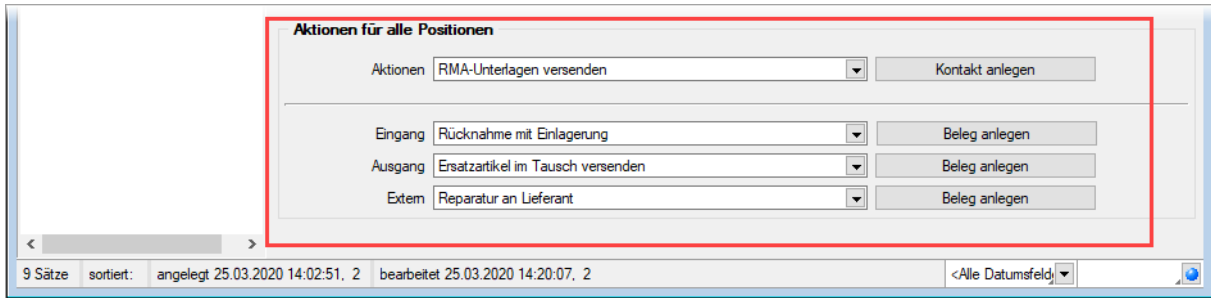 Aktionen für alle Positionen
Aktionen RMA-Unterlagen versenden Kontakt anlegen
Eingang Rücknahme mit Einlagerung Beleg anlegen
Ausgang Ersatzartikel im Tausch versenden Beleg anlegen
Extern Reparatur an Lieferant Beleg anlegen
9 Sätze sortiert: angelegt 25.03.2020 14:02:51, 2 bearbeitet 25.03.2020 14:20:07, 2 <Alle Datumsfeld